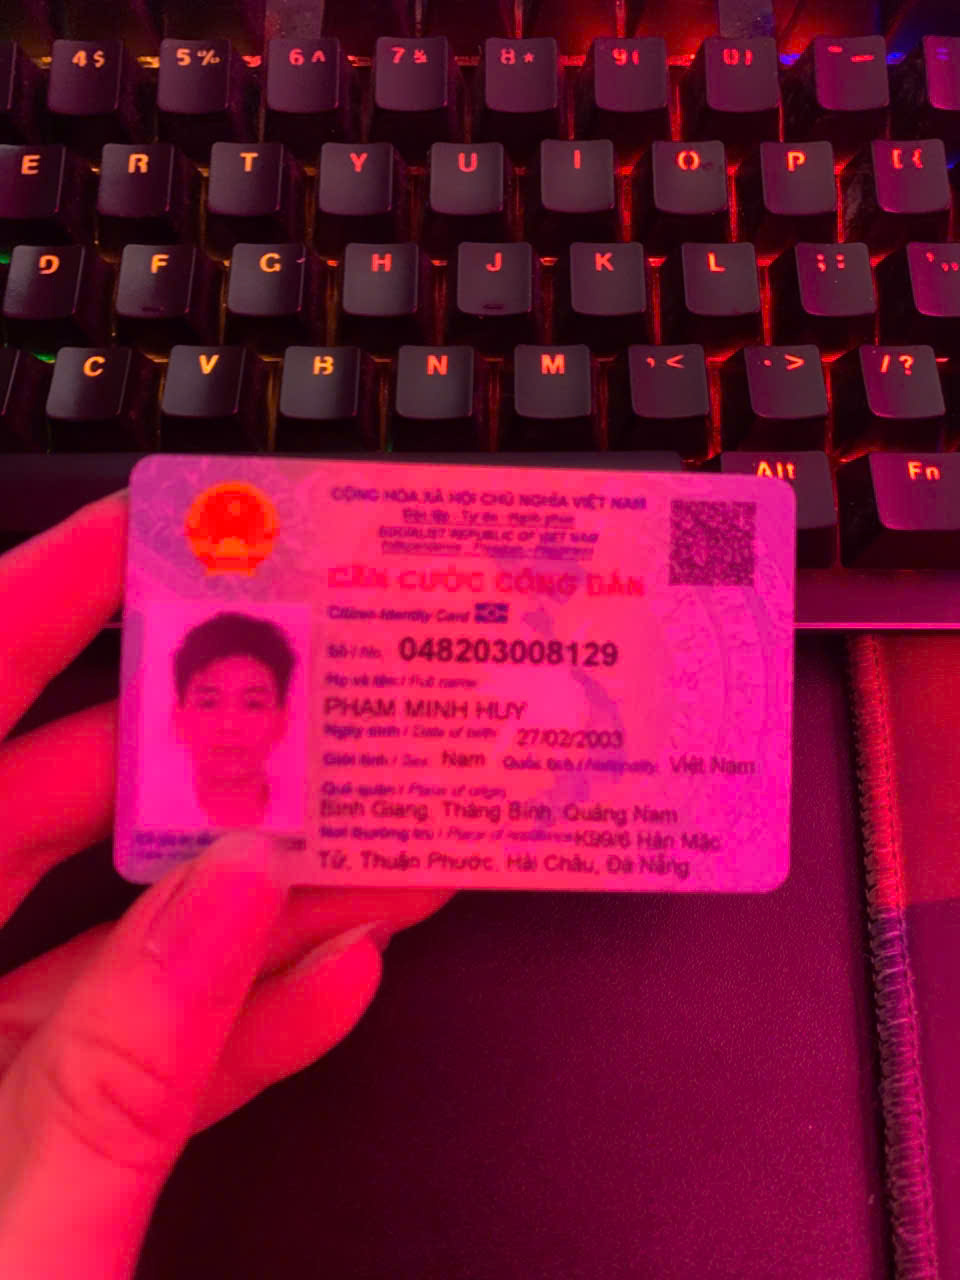 4 $ 5 % 6 ^ 7 & 8 * 9 ( 0 ) - _ =
E R T Y U I O P [ {
D F G H J K L ; : ' "
C V B N M , < . > / ?
Alt Fn
CỘNG HÒA XÃ HỘI CHỦ NGHĨA VIỆT NAM
Độc lập - Tự do - Hạnh phúc
SOCIALIST REPUBLIC OF VIET NAM
Independence - Freedom - Happiness
CĂN CƯỚC CÔNG DÂN
Citizen Identity Card
Số / No. 048203008129
Họ và tên / Full name
PHẠM MINH HUY
Ngày sinh / Date of birth 27/02/2003
Giới tính / Sex Nam Quốc tịch / Nationality Việt Nam
Quê quán / Place of origin
Bình Giang, Thăng Bình, Quảng Nam
Nơi thường trú / Place of residence K99/6 Hàn Mặc
Tử, Thuận Phước, Hải Châu, Đà Nẵng